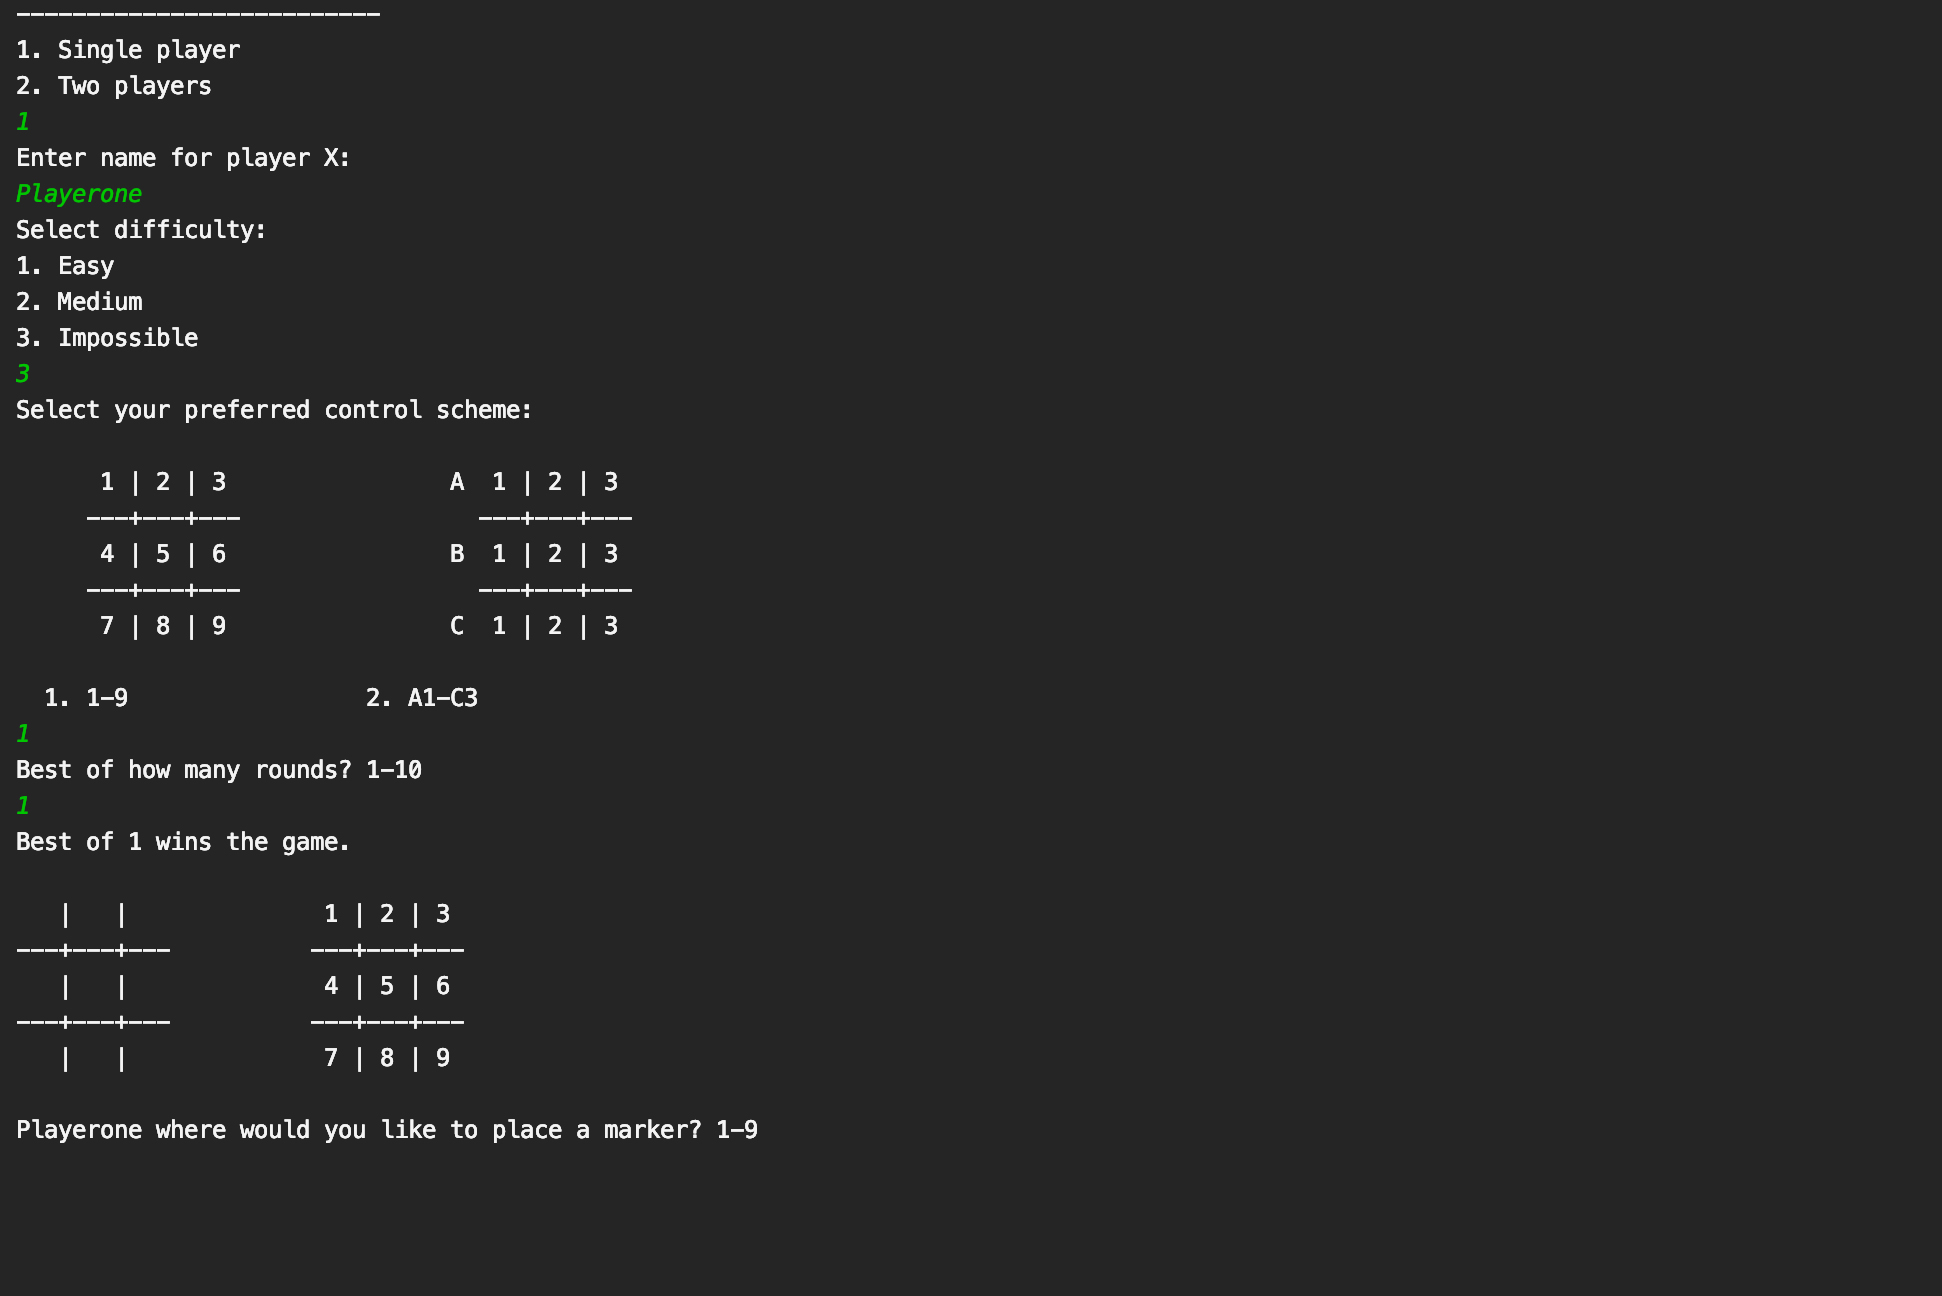 --------------------------
1. Single player
2. Two players
1
Enter name for player X:
Playerone
Select difficulty:
1. Easy
2. Medium
3. Impossible
3
Select your preferred control scheme:

      1 | 2 | 3                A  1 | 2 | 3
     ---+---+---                 ---+---+---
      4 | 5 | 6                B  1 | 2 | 3
     ---+---+---                 ---+---+---
      7 | 8 | 9                C  1 | 2 | 3

  1. 1-9                 2. A1-C3
1
Best of how many rounds? 1-10
1
Best of 1 wins the game.

   |   |              1 | 2 | 3
---+---+---          ---+---+---
   |   |              4 | 5 | 6
---+---+---          ---+---+---
   |   |              7 | 8 | 9

Playerone where would you like to place a marker? 1-9